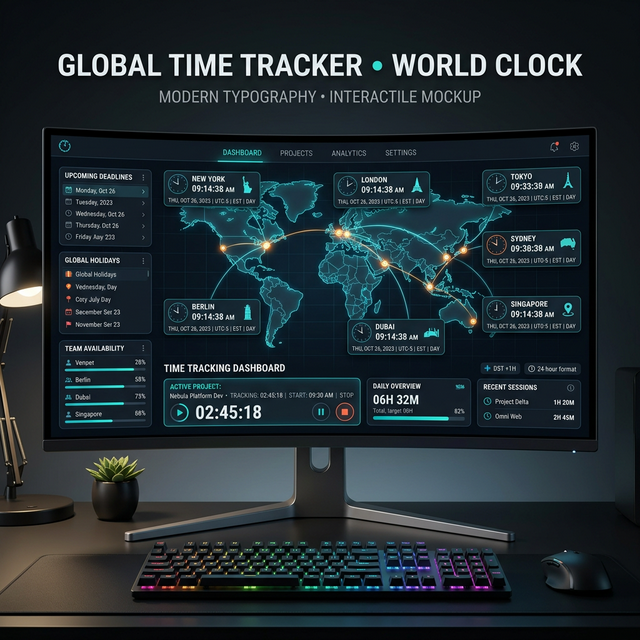 GLOBAL TIME TRACKER • WORLD CLOCK
MODERN TYPOGRAPHY • INTERACTILE MOCKUP
DASHBOARD
PROJECTS
ANALYTICS
SETTINGS
UPCOMING DEADLINES
Monday, Oct 26
Tuesday, 2023
Wednesday, Oct 26
Thursday, Oct 26
Friday Aay 233
GLOBAL HOLIDAYS
Global Holidays
Vednesday, Day
Cory July Day
Secember Ser 23
November Ser 23
TEAM AVAILABILITY
Venpet 28%
Berlin 58%
Dubai 73%
Singapore 68%
NEW YORK
09:14:38 AM
THU, OCT 26, 2023 | UTC-5 | EST | DAY
LONDON
09:14:38 AM
THU, OCT 26, 2023 | UTC-5 | EST | DAY
TOKYO
09:33:38 AM
THU, OCT 26, 2023 | UTC-5 | EST | DAY
SYDNEY
08:38:39 AM
THU, OCT 26, 2023 | UTC-5 | EST | DAY
BERLIN
09:14:38 AM
THU, OCT 26, 2023 | UTC-5 | EST | DAY
DUBAI
09:14:38 AM
THU, OCT 26, 2023 | UTC-5 | EST | DAY
SINGAPORE
09:14:38 AM
THU, OCT 26, 2023 | UTC-5 | EST | DAY
TIME TRACKING DASHBOARD
DST +1H
24 hour format
ACTIVE PROJECT:
Nebula Platform Dev • TRACKING: 02:45:18 | START: 09:30 AM | STOP
02:45:18
DAILY OVERVIEW
06H 32M
Total, target 06H 82%
RECENT SESSIONS
Project Delta 1H 20M
Omni Web 2H 45M